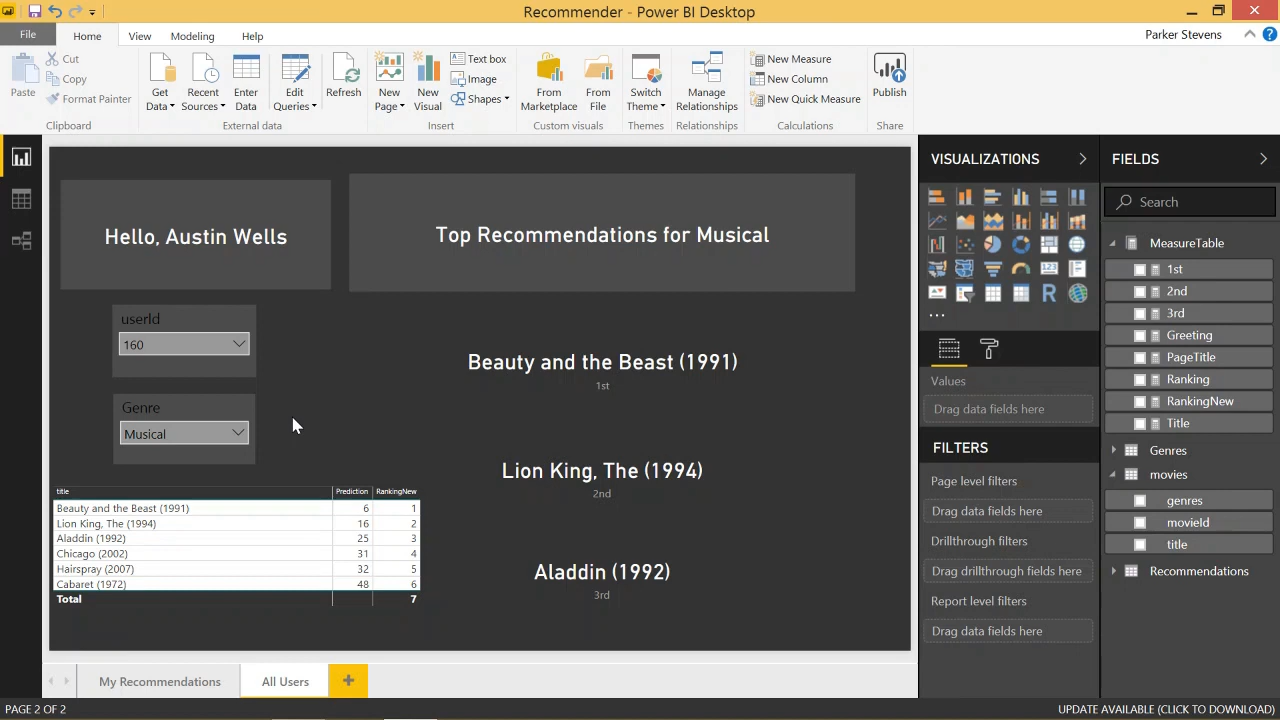 Recommender - Power BI Desktop
File
Home
View
Modeling
Help
Parker Stevens
Paste
Cut
Copy
Format Painter
Clipboard
Get
Data
Recent
Sources
Enter
Data
Edit
Queries
Refresh
External data
New
Page
New
Visual
Text box
Image
Shapes
Insert
From
Marketplace
From
File
Custom visuals
Switch
Theme
Themes
Manage
Relationships
Relationships
New Measure
New Column
New Quick Measure
Calculations
Publish
Share
Hello, Austin Wells
Top Recommendations for Musical
userId
160
Genre
Musical
Beauty and the Beast (1991)
1st
Lion King, The (1994)
2nd
Aladdin (1992)
3rd
title Prediction RankingNew
Beauty and the Beast (1991) 6 1
Lion King, The (1994) 16 2
Aladdin (1992) 25 3
Chicago (2002) 31 4
Hairspray (2007) 32 5
Cabaret (1972) 48 6
Total 7
VISUALIZATIONS
123
R
Values
Drag data fields here
FILTERS
Page level filters
Drag data fields here
Drillthrough filters
Drag drillthrough fields here
Report level filters
Drag data fields here
FIELDS
Search
MeasureTable
1st
2nd
3rd
Greeting
PageTitle
Ranking
RankingNew
Title
Genres
movies
genres
movieId
title
Recommendations
My Recommendations
All Users
PAGE 2 OF 2
UPDATE AVAILABLE (CLICK TO DOWNLOAD)